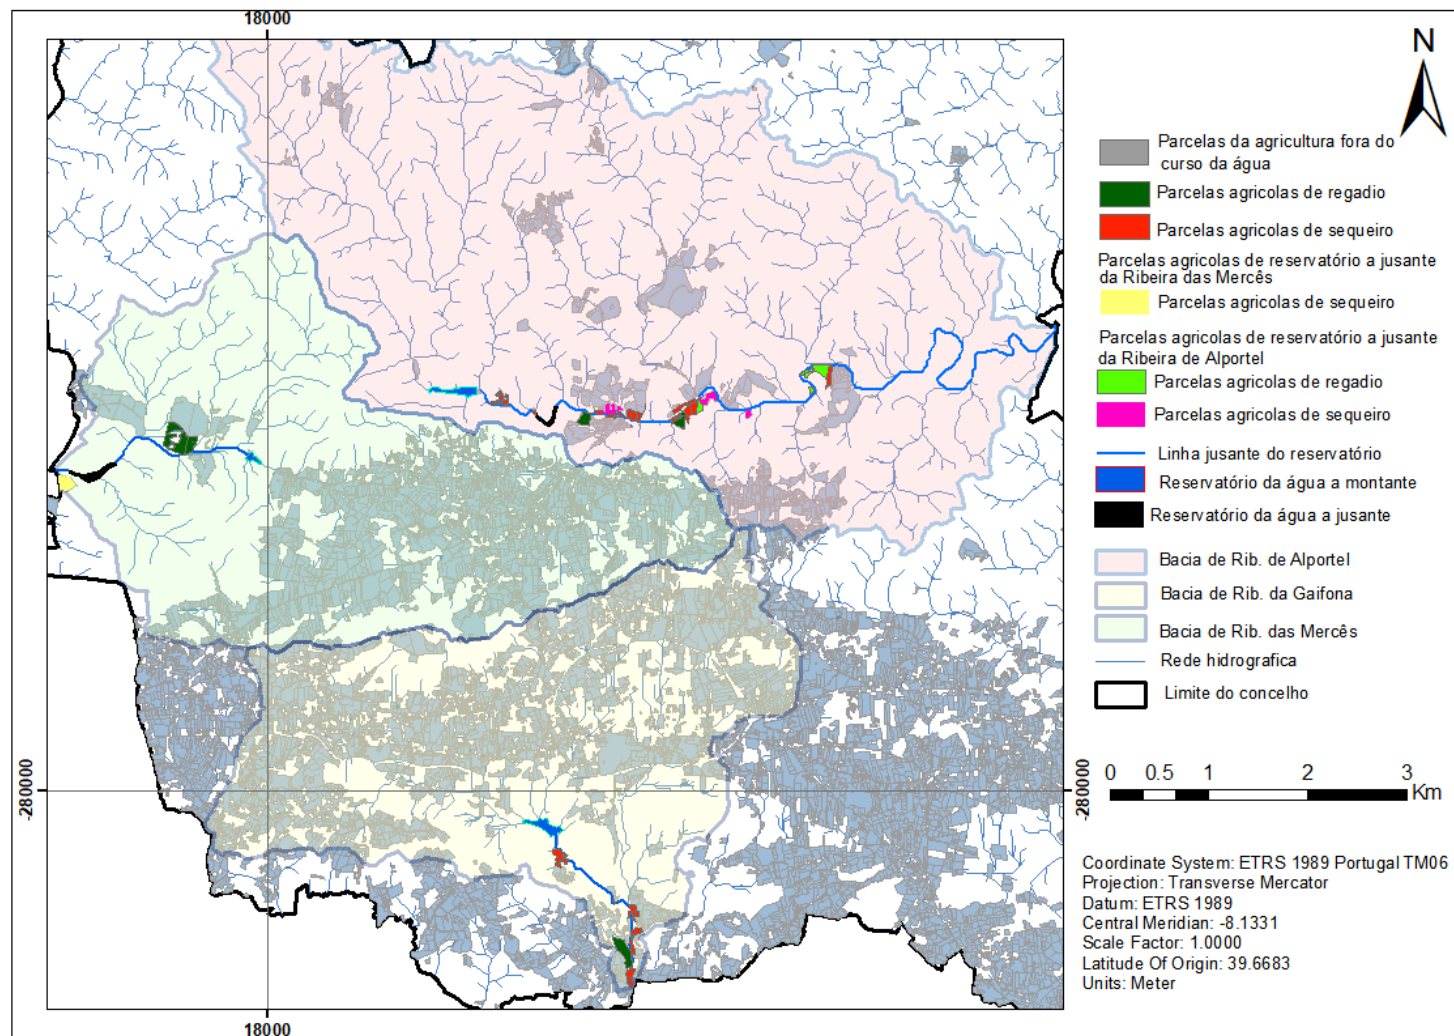 18000
N
Parcelas da agricultura fora do
curso da água
Parcelas agricolas de regadio
Parcelas agricolas de sequeiro
Parcelas agricolas de reservatório a jusante
da Ribeira das Mercês
Parcelas agricolas de sequeiro
Parcelas agricolas de reservatório a jusante
da Ribeira de Alportel
Parcelas agricolas de regadio
Parcelas agricolas de sequeiro
Linha jusante do reservatório
Reservatório da água a montante
Reservatório da água a jusante
Bacia de Rib. de Alportel
Bacia de Rib. da Gaifona
Bacia de Rib. das Mercês
Rede hidrografica
Limite do concelho
-280000
-280000
0 0.5 1 2 3
Km
Coordinate System: ETRS 1989 Portugal TM06
Projection: Transverse Mercator
Datum: ETRS 1989
Central Meridian: -8.1331
Scale Factor: 1.0000
Latitude Of Origin: 39.6683
Units: Meter
18000